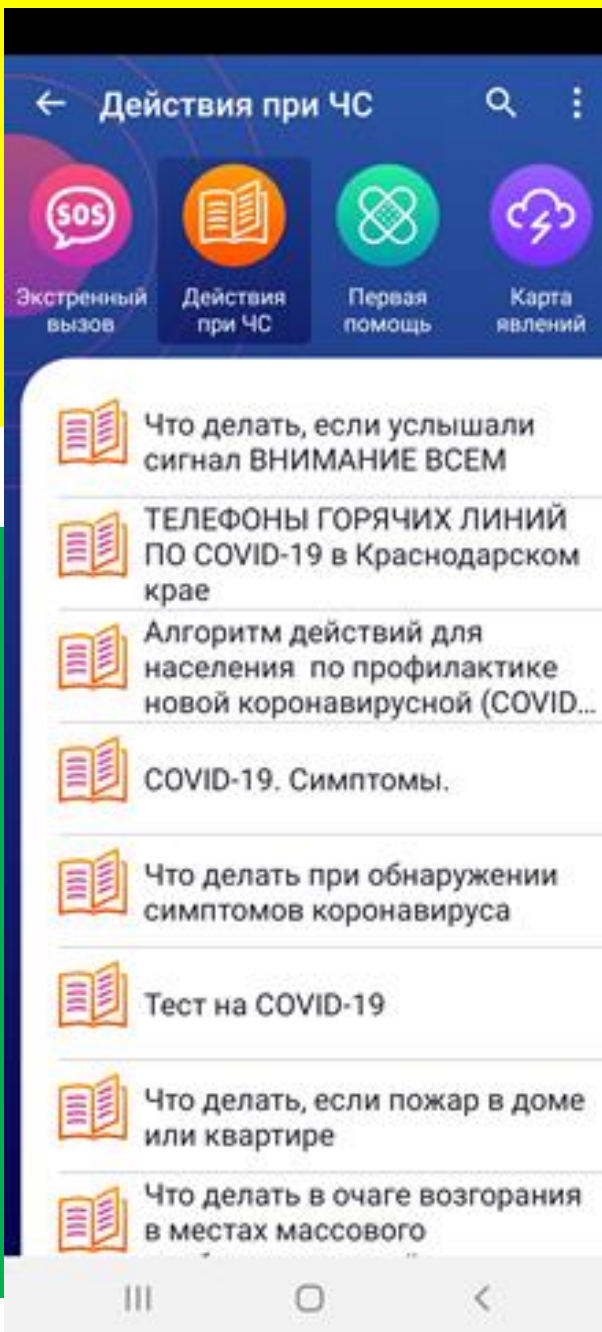 Действия при ЧС
SOS
Экстренный
вызов
Действия
при ЧС
Первая
помощь
Карта
явлений
Что делать, если услышали
сигнал ВНИМАНИЕ ВСЕМ
ТЕЛЕФОНЫ ГОРЯЧИХ ЛИНИЙ
ПО COVID-19 в Краснодарском
крае
Алгоритм действий для
населения по профилактике
новой коронавирусной (COVID...
COVID-19. Симптомы.
Что делать при обнаружении
симптомов коронавируса
Тест на COVID-19
Что делать, если пожар в доме
или квартире
Что делать в очаге возгорания
в местах массового